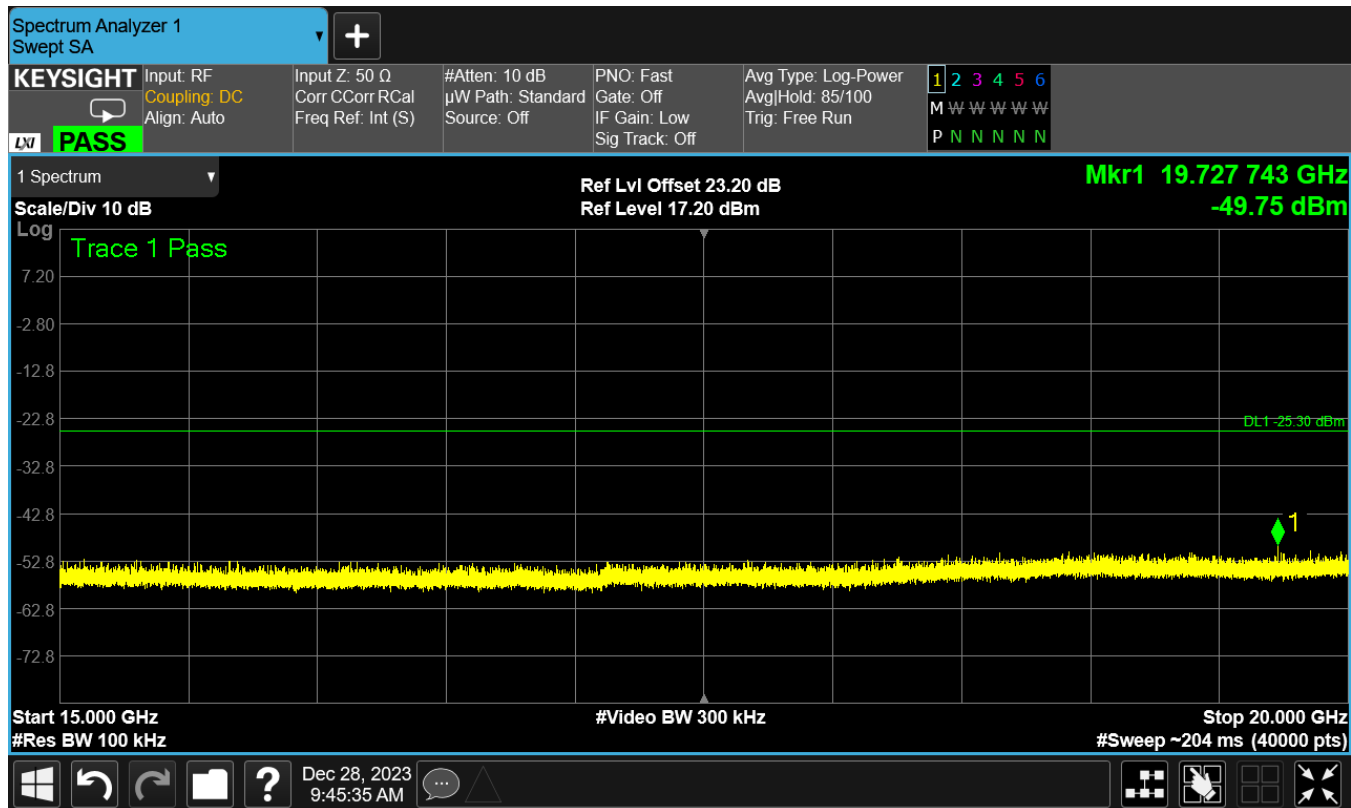 Spectrum Analyzer 1
Swept SA
KEYSIGHT
LXI PASS
Input: RF
Coupling: DC
Align: Auto
Input Z: 50 Ω
Corr CCorr RCal
Freq Ref: Int (S)
#Atten: 10 dB
µW Path: Standard
Source: Off
PNO: Fast
Gate: Off
IF Gain: Low
Sig Track: Off
Avg Type: Log-Power
Avg|Hold: 85/100
Trig: Free Run
1 2 3 4 5 6
M W W W W W
P N N N N N
1 Spectrum
Scale/Div 10 dB
Ref Lvl Offset 23.20 dB
Ref Level 17.20 dBm
Mkr1 19.727 743 GHz
-49.75 dBm
Log
Trace 1 Pass
7.20
-2.80
-12.8
-22.8
DL1 -25.30 dBm
-32.8
-42.8
1
-52.8
-62.8
-72.8
Start 15.000 GHz
#Video BW 300 kHz
Stop 20.000 GHz
#Res BW 100 kHz
#Sweep ~204 ms (40000 pts)
?
Dec 28, 2023
9:45:35 AM